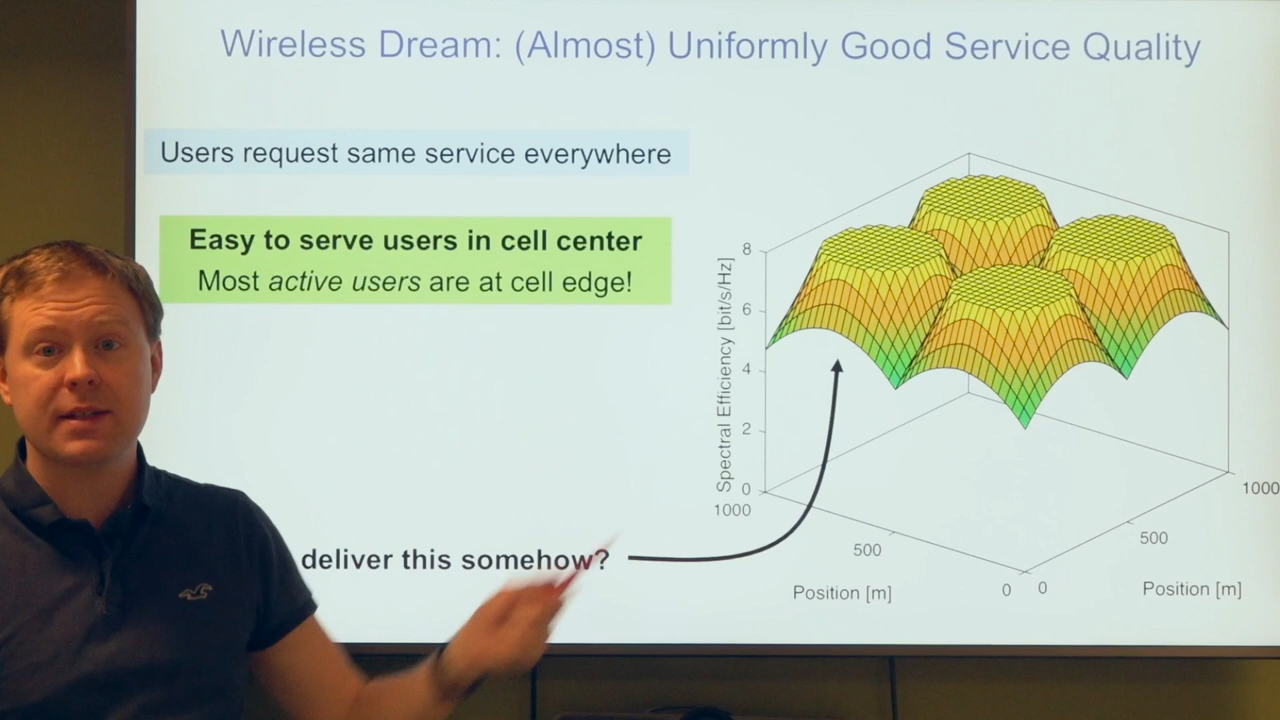 Wireless Dream: (Almost) Uniformly Good Service Quality
Users request same service everywhere
Easy to serve users in cell center
Most active users are at cell edge!
deliver this somehow?
Spectral Efficiency [bit/s/Hz]
8
6
4
2
0
1000
500
0
Position [m]
0
500
1000
Position [m]